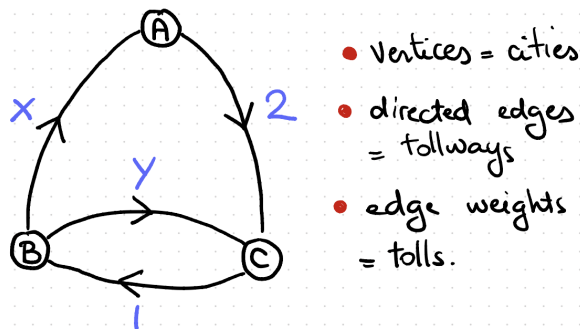 A
• vertices = cities
X
2
• directed edges
= tollways
Y
• edge weights
B
C
= tolls.
1